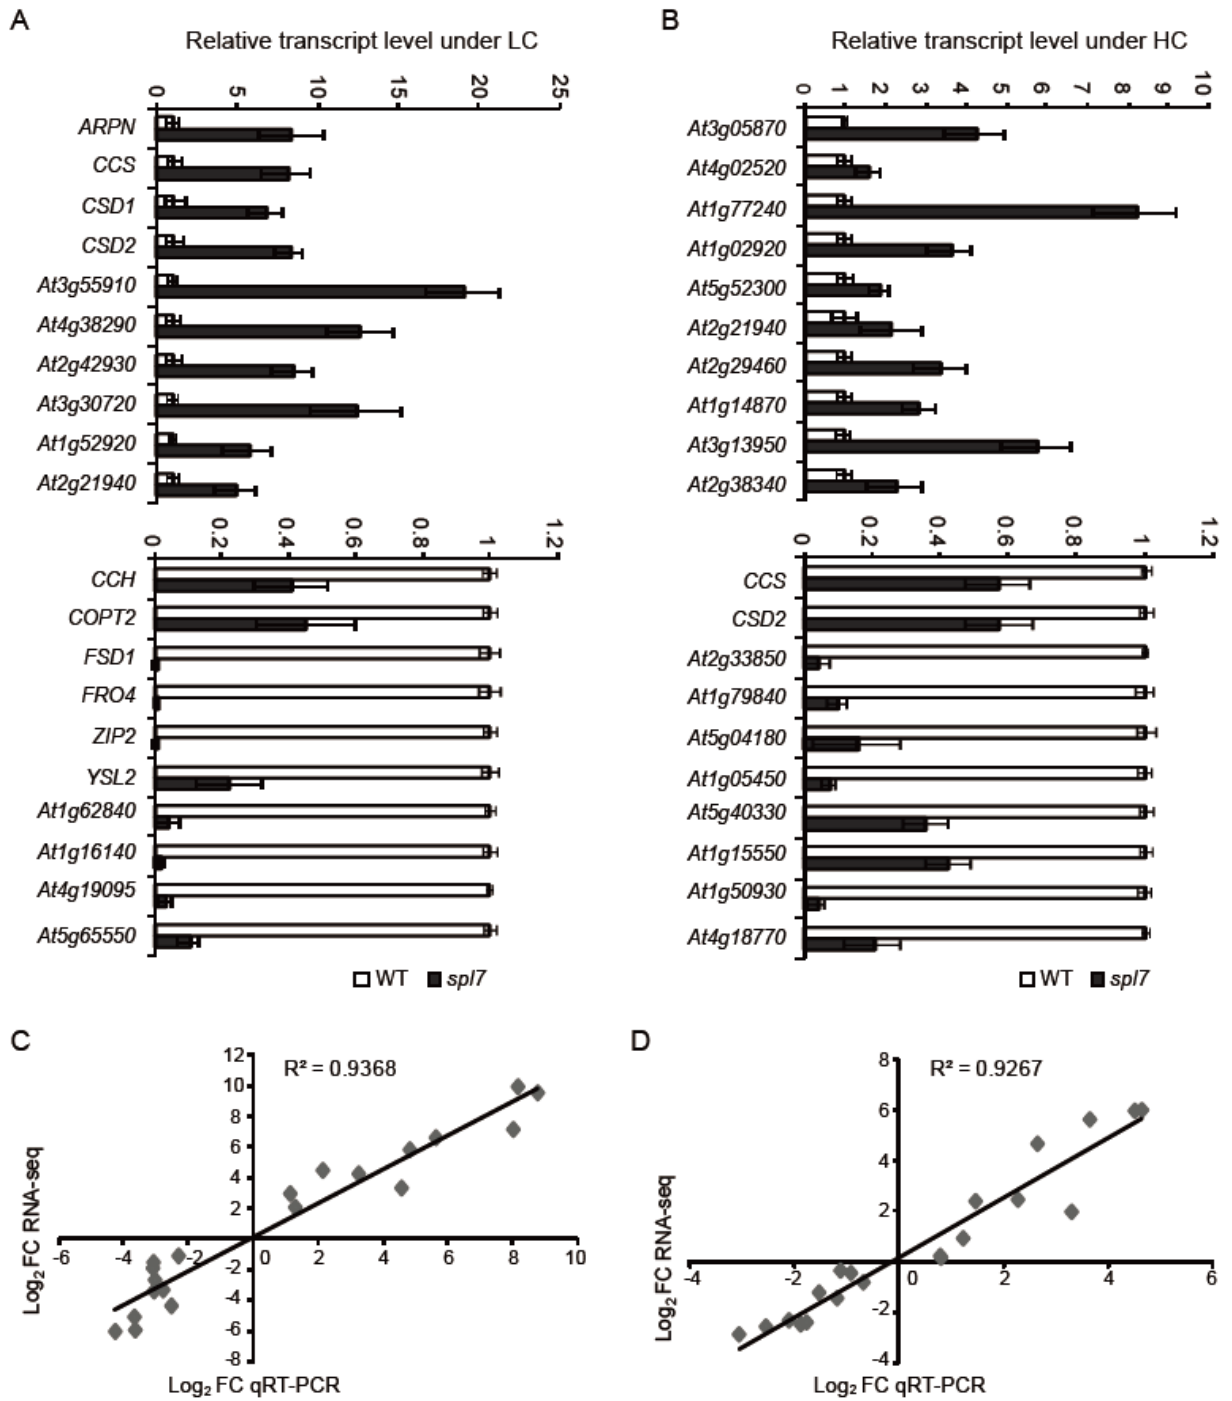 A
Relative transcript level under LC
0 5 10 15 20 25
ARPN
CCS
CSD1
CSD2
At3g55910
At4g38290
At2g42930
At3g30720
At1g52920
At2g21940
0 0.2 0.4 0.6 0.8 1 1.2
CCH
COPT2
FSD1
FRO4
ZIP2
YSL2
At1g62840
At1g16140
At4g19095
At5g65550
WT spl7
B
Relative transcript level under HC
0 1 2 3 4 5 6 7 8 9 10
At3g05870
At4g02520
At1g77240
At1g02920
At5g52300
At2g21940
At2g29460
At1g14870
At3g13950
At2g38340
0 0.2 0.4 0.6 0.8 1 1.2
CCS
CSD2
At2g33850
At1g79840
At5g04180
At1g05450
At5g40330
At1g15550
At1g50930
At4g18770
WT spl7
C
R² = 0.9368
12
10
8
6
4
2
-6 -4 -2 0 2 4 6 8 10
-2
-4
-6
-8
Log₂ FC RNA-seq
Log₂ FC qRT-PCR
D
R² = 0.9267
8
6
4
2
-4 -2 0 2 4 6
-2
-4
Log₂ FC RNA-seq
Log₂ FC qRT-PCR